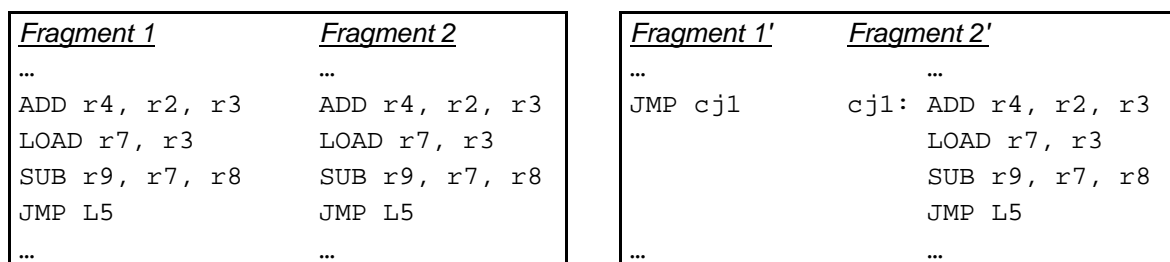 Fragment 1 Fragment 2
… …
ADD r4, r2, r3 ADD r4, r2, r3
LOAD r7, r3 LOAD r7, r3
SUB r9, r7, r8 SUB r9, r7, r8
JMP L5 JMP L5
… …
Fragment 1' Fragment 2'
… …
JMP cj1 cj1: ADD r4, r2, r3
LOAD r7, r3
SUB r9, r7, r8
JMP L5
… …